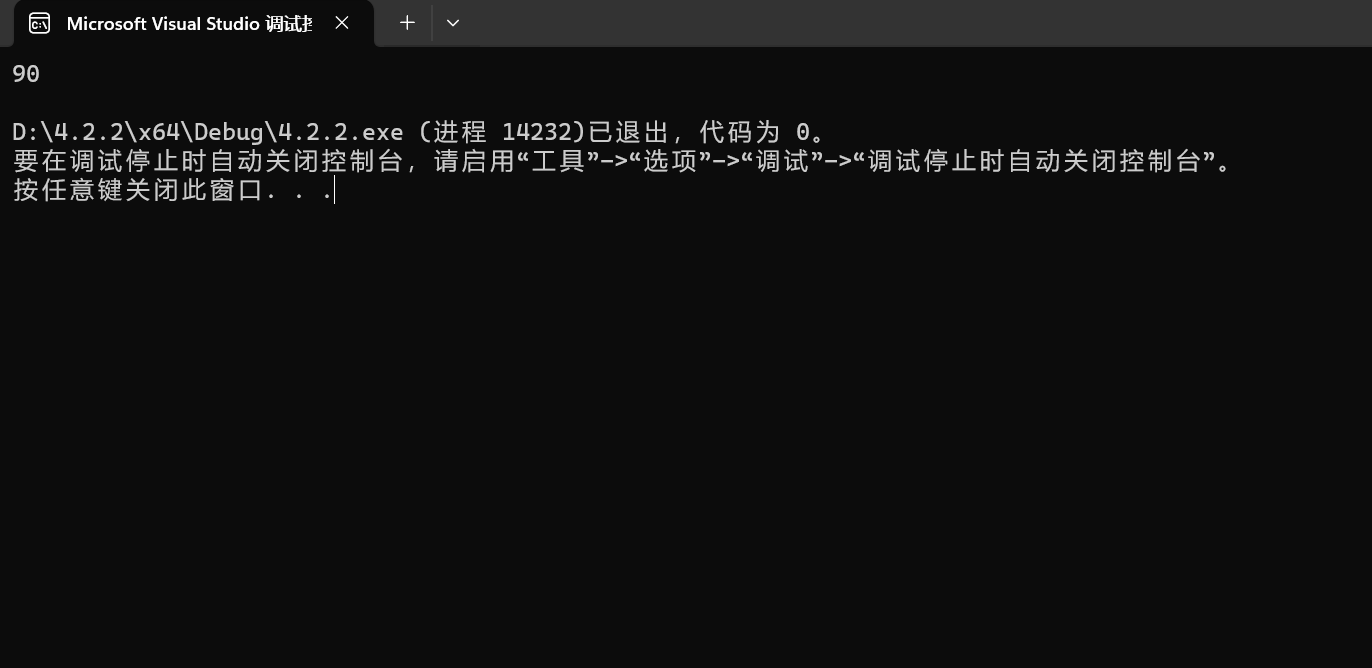 Microsoft Visual Studio 调试
90
D:\4.2.2\x64\Debug\4.2.2.exe (进程 14232)已退出，代码为 0。
要在调试停止时自动关闭控制台，请启用“工具”->“选项”->“调试”->“调试停止时自动关闭控制台”。
按任意键关闭此窗口. . .